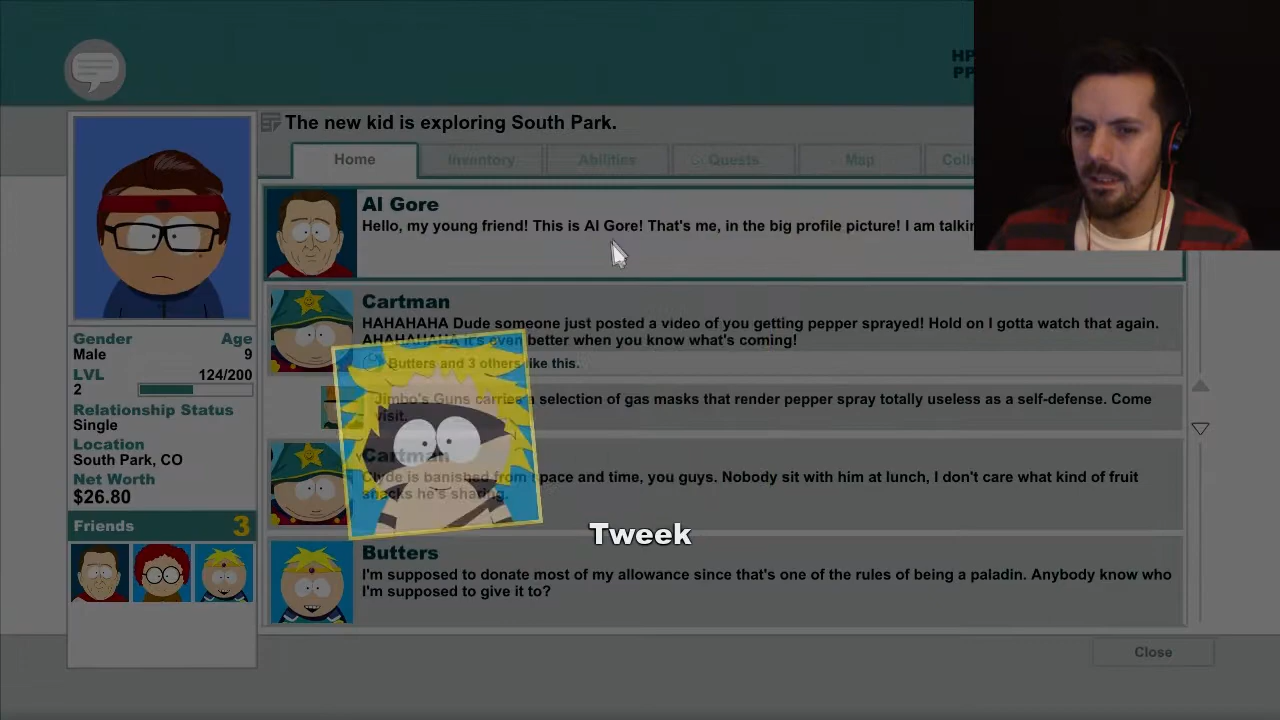 HP
PP
The new kid is exploring South Park.
Home
Inventory
Abilities
Quests
Map
Al Gore
Hello, my young friend! This is Al Gore! That's me, in the big profile picture! I am
Cartman
HAHAHAHA Dude someone just posted a video of you getting pepper sprayed! Hold on I gotta watch that again.
AHAHAHAHA it's even better when you know what's coming!
Butters and 3 others like this.
Jimbo's Guns carries a selection of gas masks that render pepper spray totally useless as a self-defense. Come
visit.
Cartman
Clyde is banished from space and time, you guys. Nobody sit with him at lunch, I don't care what kind of fruit
snacks he's sharing.
Tweek
Butters
I'm supposed to donate most of my allowance since that's one of the rules of being a paladin. Anybody know who
I'm supposed to give it to?
Gender Age
Male 9
LVL 124/200
2
Relationship Status
Single
Location
South Park, CO
Net Worth
$26.80
Friends 3
Close